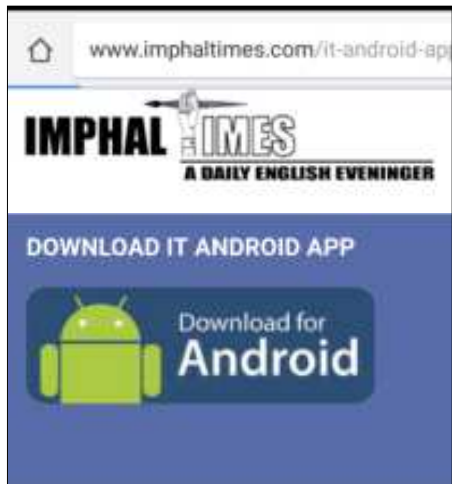 www.imphaltimes.com/it-android-app
IMPHAL TIMES
A DAILY ENGLISH EVENINGER
DOWNLOAD IT ANDROID APP
Download for
Android